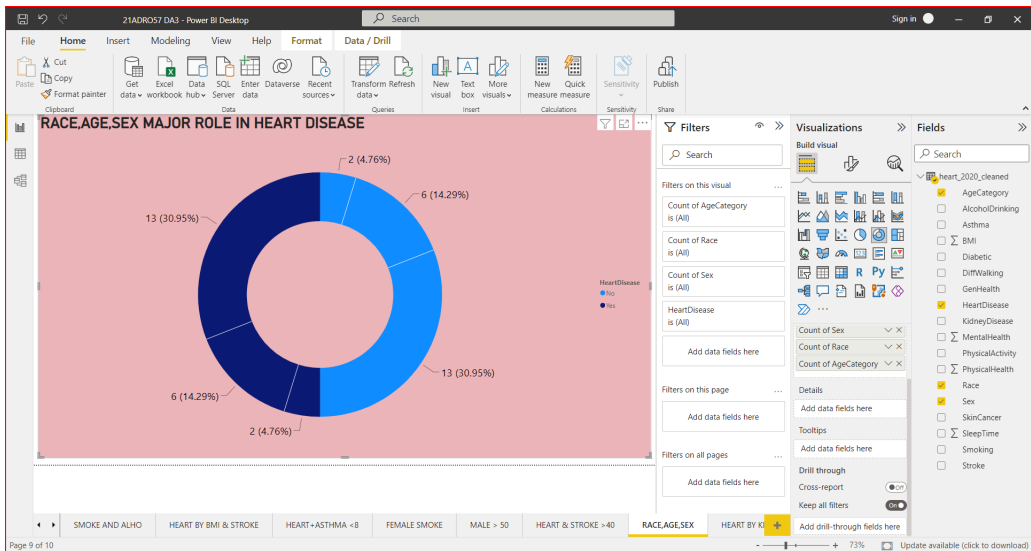 21ADRO57 DA3 - Power BI Desktop
Search
Sign in
File Home Insert Modeling View Help Format Data / Drill
Paste
Cut
Copy
Format painter
Get data
Excel workbook
Data hub
SQL Server
Enter data
Dataverse
Recent sources
Transform data
Refresh
New visual
Text box
More visuals
New measure
Quick measure
Sensitivity
Publish
Clipboard Data Queries Insert Calculations Sensitivity Share
RACE,AGE,SEX MAJOR ROLE IN HEART DISEASE
2 (4.76%)
6 (14.29%)
13 (30.95%)
13 (30.95%)
6 (14.29%)
2 (4.76%)
HeartDisease
No
Yes
Filters
Search
Filters on this visual
Count of AgeCategory
is (All)
Count of Race
is (All)
Count of Sex
is (All)
HeartDisease
is (All)
Add data fields here
Filters on this page
Add data fields here
Filters on all pages
Add data fields here
Visualizations
Build visual
R Py
Count of Sex
Count of Race
Count of AgeCategory
Details
Add data fields here
Tooltips
Add data fields here
Drill through
Cross-report
Off
Keep all filters
On
Add drill-through fields here
Fields
Search
heart_2020_cleaned
AgeCategory
AlcoholDrinking
Asthma
BMI
Diabetic
DiffWalking
GenHealth
HeartDisease
KidneyDisease
MentalHealth
PhysicalActivity
PhysicalHealth
Race
Sex
SkinCancer
SleepTime
Smoking
Stroke
SMOKE AND ALHO
HEART BY BMI & STROKE
HEART+ASTHMA <8
FEMALE SMOKE
MALE > 50
HEART & STROKE >40
RACE,AGE,SEX
HEART BY KI
Page 9 of 10
- + 73%
Update available (click to download)